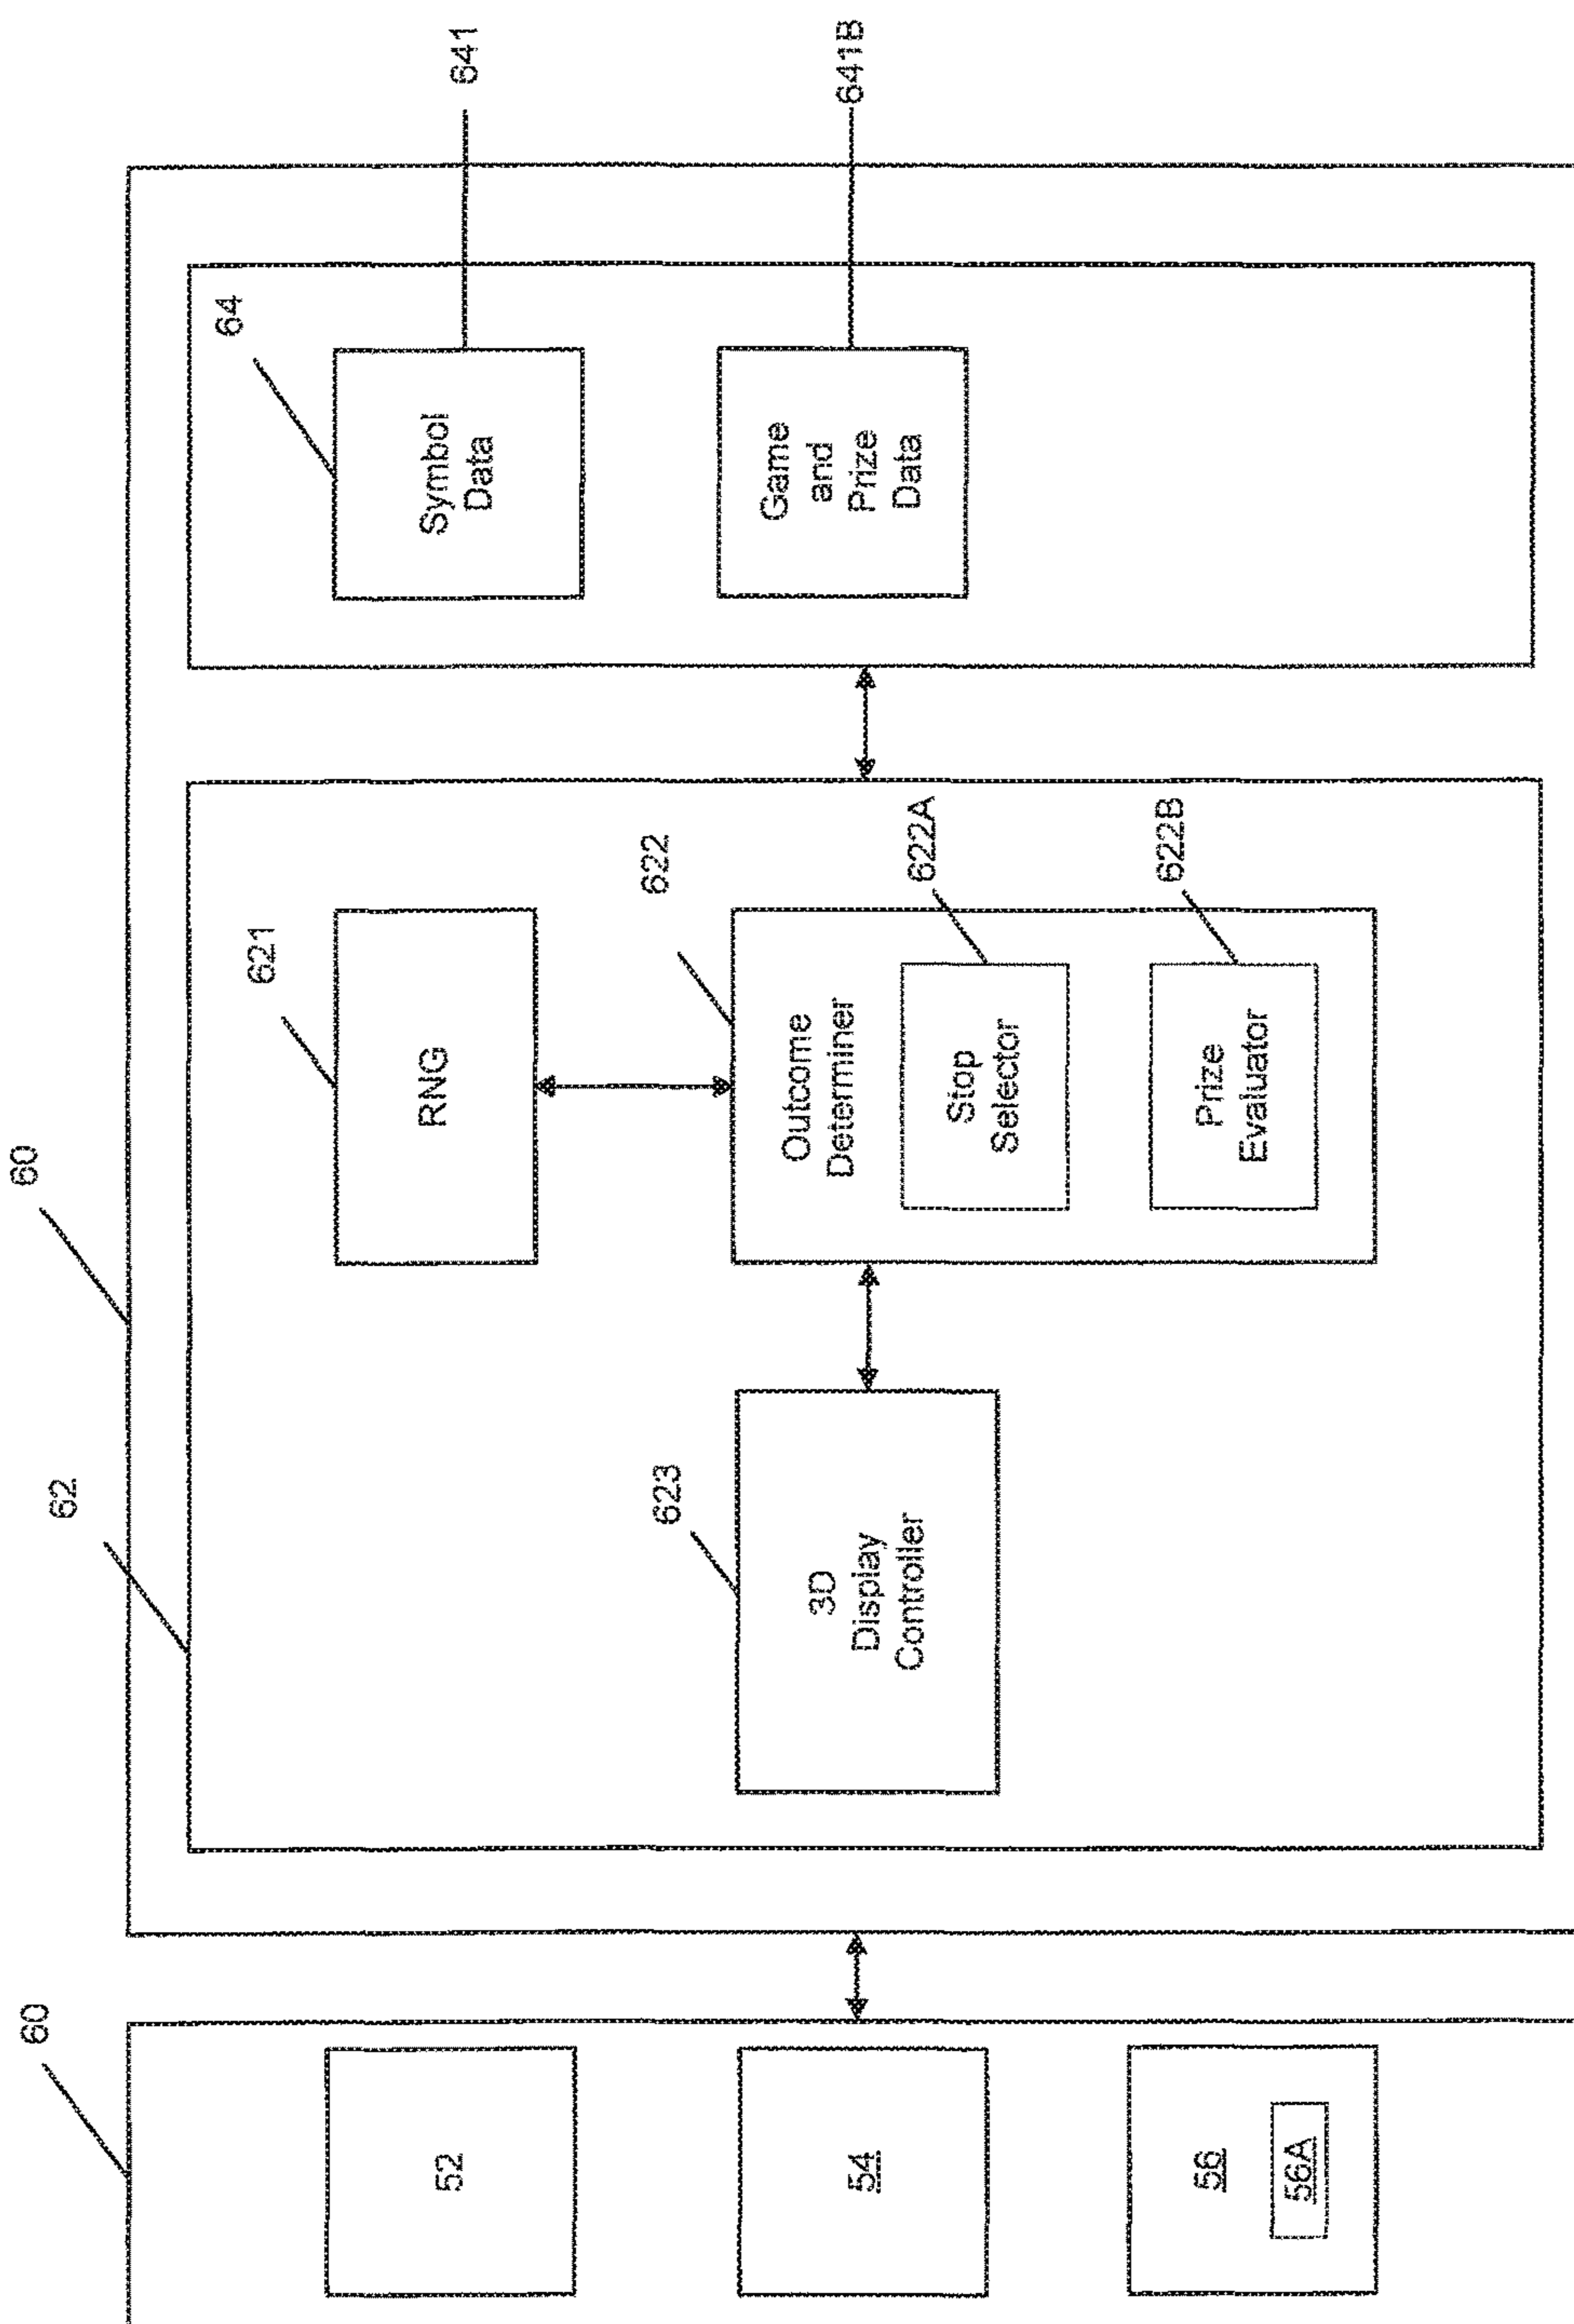 60
52
54
56
56A
60
62
621
RNG
623
3D
Display
Controller
622
Outcome
Determiner
622A
Stop
Selector
622B
Prize
Evaluator
64
Symbol
Data
641
Game
and
Prize
Data
641B